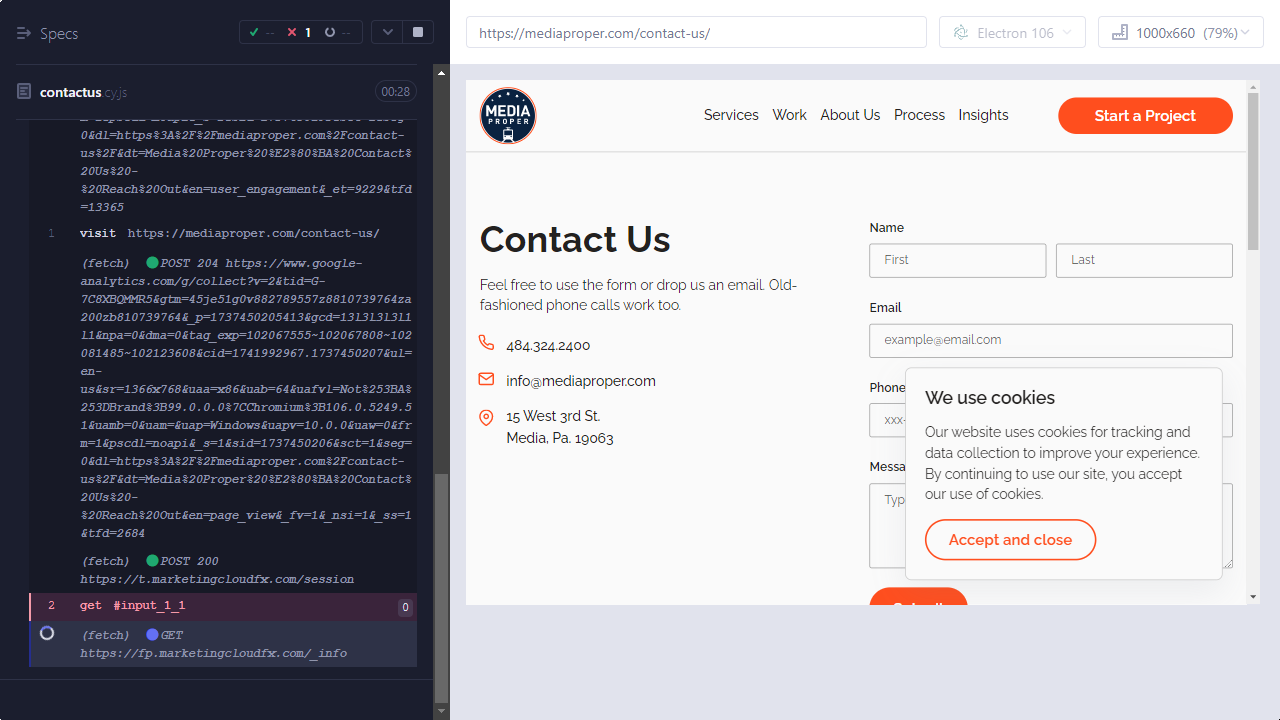 Specs
-- 1 --
contactus.cy.js
00:28
0&dl=https%3A%2F%2Fmediaproper.com%2Fcontact-
us%2F&dt=Media%20Proper%20%E2%80%BA%20Contact%
20Us%20-
%20Reach%20Out&en=user_engagement&_et=9229&tfd
=13365
1 visit https://mediaproper.com/contact-us/
(fetch) POST 204 https://www.google-
analytics.com/g/collect?v=2&tid=G-
7C8XBQMMR5&gtm=45je51g0v882789557z8810739764za
200zb810739764&_p=1737450205413&gcd=13l3l3l3l1
l1&npa=0&dma=0&tag_exp=102067555~102067808~102
081485~102123608&cid=1741992967.1737450207&ul=
en-
us&sr=1366x768&uaa=x86&uab=64&uafvl=Not%253BA%
253DBrand%3B99.0.0.0%7CChromium%3B106.0.5249.5
1&uamb=0&uam=&uap=Windows&uapv=10.0.0&uaw=0&fr
m=1&pscdl=noapi&_s=1&sid=1737450206&sct=1&seg=
0&dl=https%3A%2F%2Fmediaproper.com%2Fcontact-
us%2F&dt=Media%20Proper%20%E2%80%BA%20Contact%
20Us%20-
%20Reach%20Out&en=page_view&_fv=1&_nsi=1&_ss=1
&tfd=2684
(fetch) POST 200
https://t.marketingcloudfx.com/session
2 get #input_1_1 0
(fetch) GET
https://fp.marketingcloudfx.com/_info
https://mediaproper.com/contact-us/
Electron 106
1000x660 (79%)
MEDIA
PROPER
Services Work About Us Process Insights
Start a Project
Contact Us
Feel free to use the form or drop us an email. Old-
fashioned phone calls work too.
484.324.2400
info@mediaproper.com
15 West 3rd St.
Media, Pa. 19063
Name
First Last
Email
example@email.com
Phone
xxx-
Messa
Typ
We use cookies
Our website uses cookies for tracking and
data collection to improve your experience.
By continuing to use our site, you accept
our use of cookies.
Accept and close